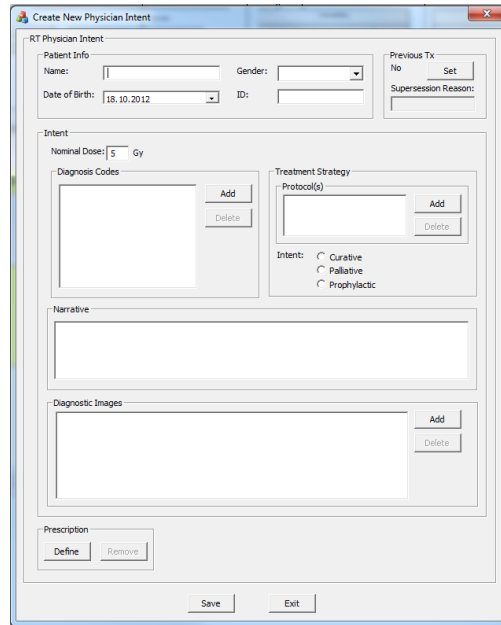 Create New Physician Intent
RT Physician Intent
Patient Info
Name:
Gender:
Date of Birth: 18.10.2012
ID:
Previous Tx
No
Set
Supersession Reason:
Intent
Nominal Dose: 5 Gy
Diagnosis Codes
Add
Delete
Treatment Strategy
Protocol(s)
Add
Delete
Intent:
Curative
Palliative
Prophylactic
Narrative
Diagnostic Images
Add
Delete
Prescription
Define
Remove
Save
Exit